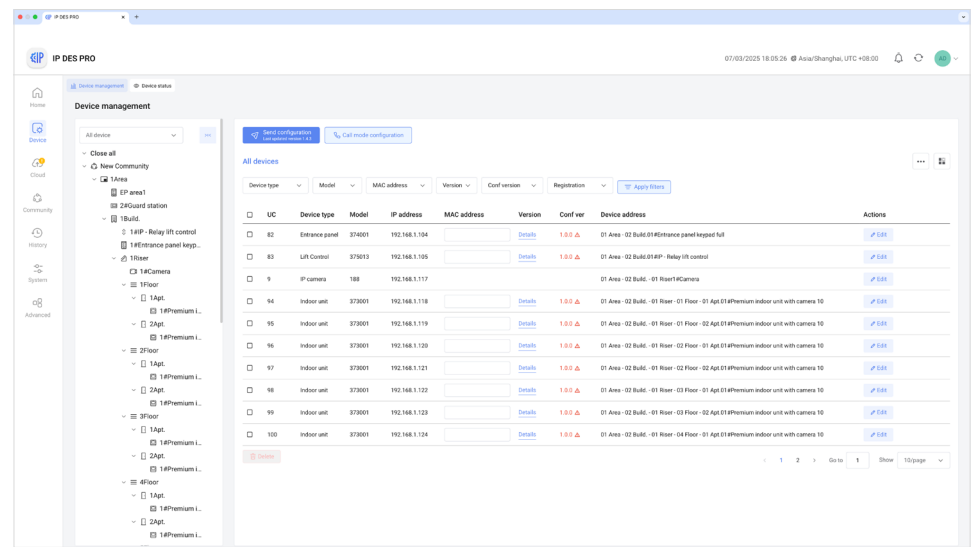 IP DES PRO
IP DES PRO
07/03/2025 18:05:26 @ Asia/Shanghai, UTC +08:00
AD
Home
Device
Cloud
Community
History
System
Advanced
Device management
Device status
Device management
All device
Close all
New Community
1Area
EP area1
2#Guard station
1Build.
1#IP - Relay lift control
1#Entrance panel keyp...
1Riser
1#Camera
1Floor
1Apt.
1#Premium i...
2Apt.
1#Premium i...
2Floor
1Apt.
1#Premium i...
2Apt.
1#Premium i...
3Floor
1Apt.
1#Premium i...
2Apt.
1#Premium i...
4Floor
1Apt.
1#Premium i...
2Apt.
1#Premium i...
Send configuration
Last updated: version 1.0.2
Call mode configuration
All devices
Device type Model MAC address Version Conf version Registration Apply filters
UC Device type Model IP address MAC address Version Conf ver Device address Actions
82 Entrance panel 374001 192.168.1.104 Details 1.0.0 01 Area - 02 Build.01#Entrance panel keypad full Edit
83 Lift Control 375013 192.168.1.105 Details 1.0.0 01 Area - 02 Build.01#IP - Relay lift control Edit
9 IP camera 188 192.168.1.117 01 Area - 02 Build. - 01 Riser1#Camera Edit
94 Indoor unit 373001 192.168.1.118 Details 1.0.0 01 Area - 02 Build. - 01 Riser - 01 Floor - 01 Apt.01#Premium indoor unit with camera 10 Edit
95 Indoor unit 373001 192.168.1.119 Details 1.0.0 01 Area - 02 Build. - 01 Riser - 01 Floor - 02 Apt.01#Premium indoor unit with camera 10 Edit
96 Indoor unit 373001 192.168.1.120 Details 1.0.0 01 Area - 02 Build. - 01 Riser - 02 Floor - 01 Apt.01#Premium indoor unit with camera 10 Edit
97 Indoor unit 373001 192.168.1.121 Details 1.0.0 01 Area - 02 Build. - 01 Riser - 02 Floor - 02 Apt.01#Premium indoor unit with camera 10 Edit
98 Indoor unit 373001 192.168.1.122 Details 1.0.0 01 Area - 02 Build. - 01 Riser - 03 Floor - 01 Apt.01#Premium indoor unit with camera 10 Edit
99 Indoor unit 373001 192.168.1.123 Details 1.0.0 01 Area - 02 Build. - 01 Riser - 03 Floor - 02 Apt.01#Premium indoor unit with camera 10 Edit
100 Indoor unit 373001 192.168.1.124 Details 1.0.0 01 Area - 02 Build. - 01 Riser - 04 Floor - 01 Apt.01#Premium indoor unit with camera 10 Edit
Delete
1 2 Go to 1 Show 10/page